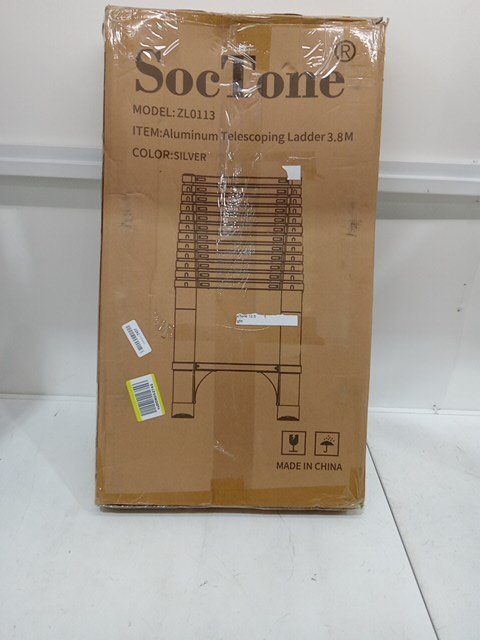 SocTone®
MODEL:ZL0113
ITEM:Aluminum Telescoping Ladder 3.8M
COLOR:SILVER
MADE IN CHINA